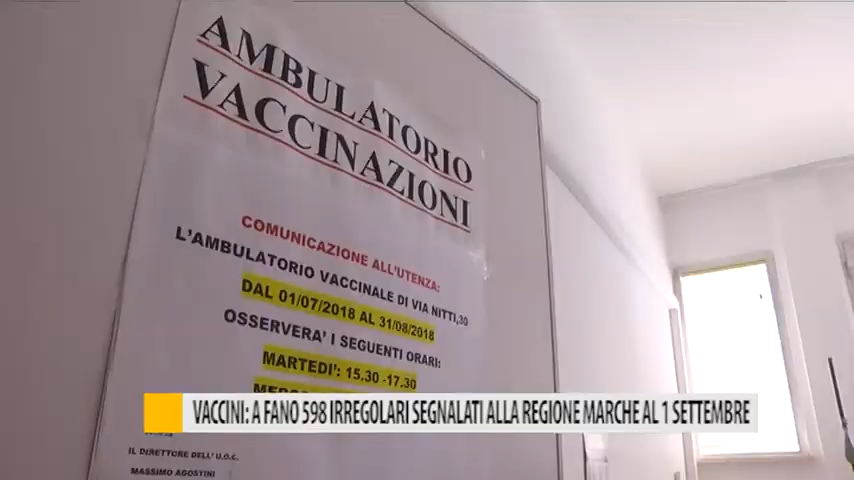 AMBULATORIO
VACCINAZIONI
COMUNICAZIONE ALL'UTENZA:
L'AMBULATORIO VACCINALE DI VIA NITTI,30
DAL 01/07/2018 AL 31/08/2018
OSSERVERA' I SEGUENTI ORARI:
MARTEDI': 15.30 -17.30
VACCINI: A FANO 598 IRREGOLARI SEGNALATI ALLA REGIONE MARCHE AL 1 SETTEMBRE
IL DIRETTORE DELL' U.O.C.
MASSIMO AGOSTINI